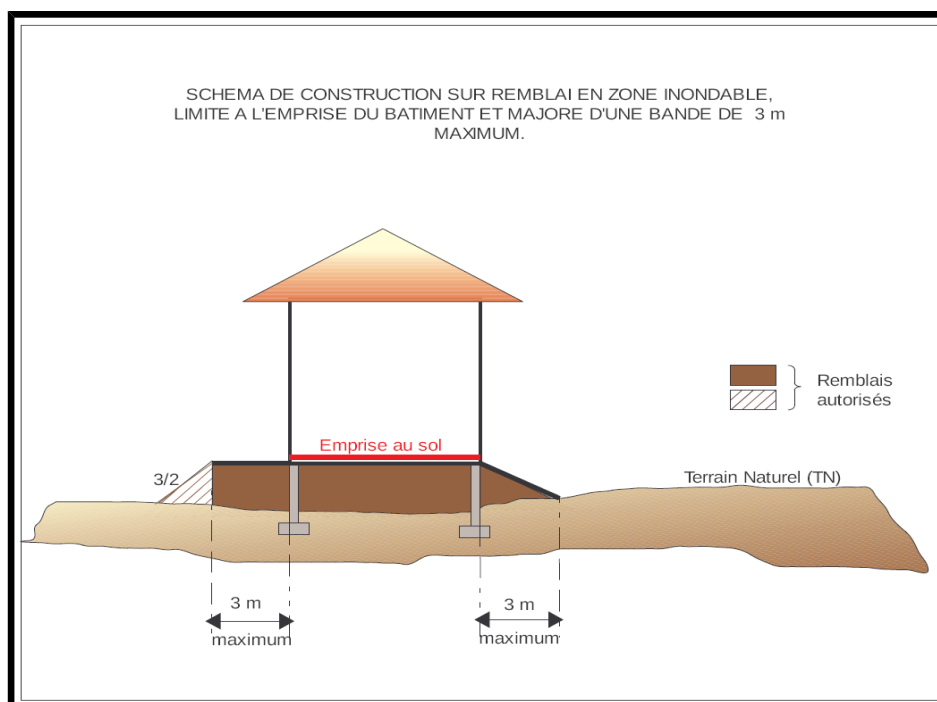 SCHEMA DE CONSTRUCTION SUR REMBLAI EN ZONE INONDABLE,
LIMITE A L'EMPRISE DU BATIMENT ET MAJORE D'UNE BANDE DE 3 m
MAXIMUM.
Remblais
autorisés
Emprise au sol
3/2
Terrain Naturel (TN)
3 m
maximum
3 m
maximum